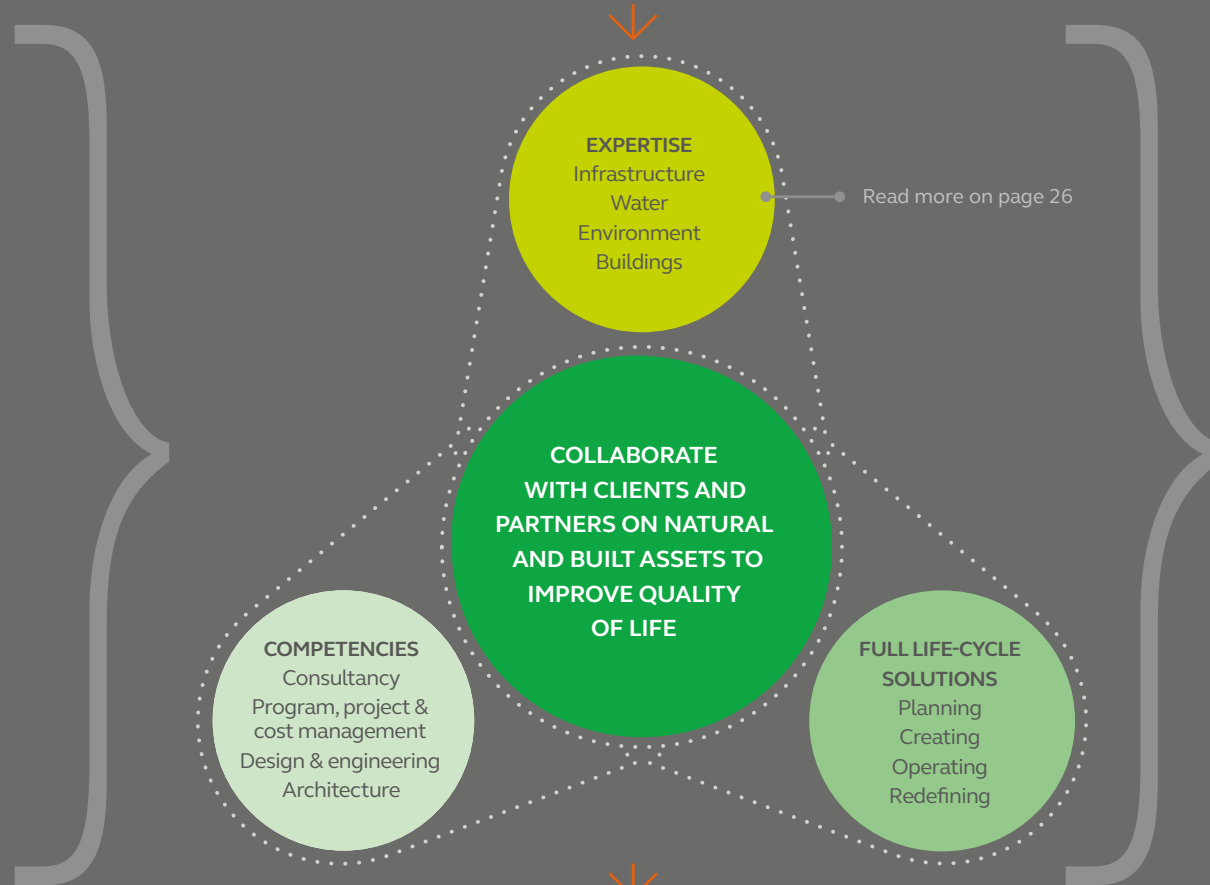 EXPERTISE
Infrastructure
Water
Environment
Buildings
Read more on page 26
COLLABORATE
WITH CLIENTS AND
PARTNERS ON NATURAL
AND BUILT ASSETS TO
IMPROVE QUALITY
OF LIFE
COMPETENCIES
Consultancy
Program, project &
cost management
Design & engineering
Architecture
FULL LIFE-CYCLE
SOLUTIONS
Planning
Creating
Operating
Redefining